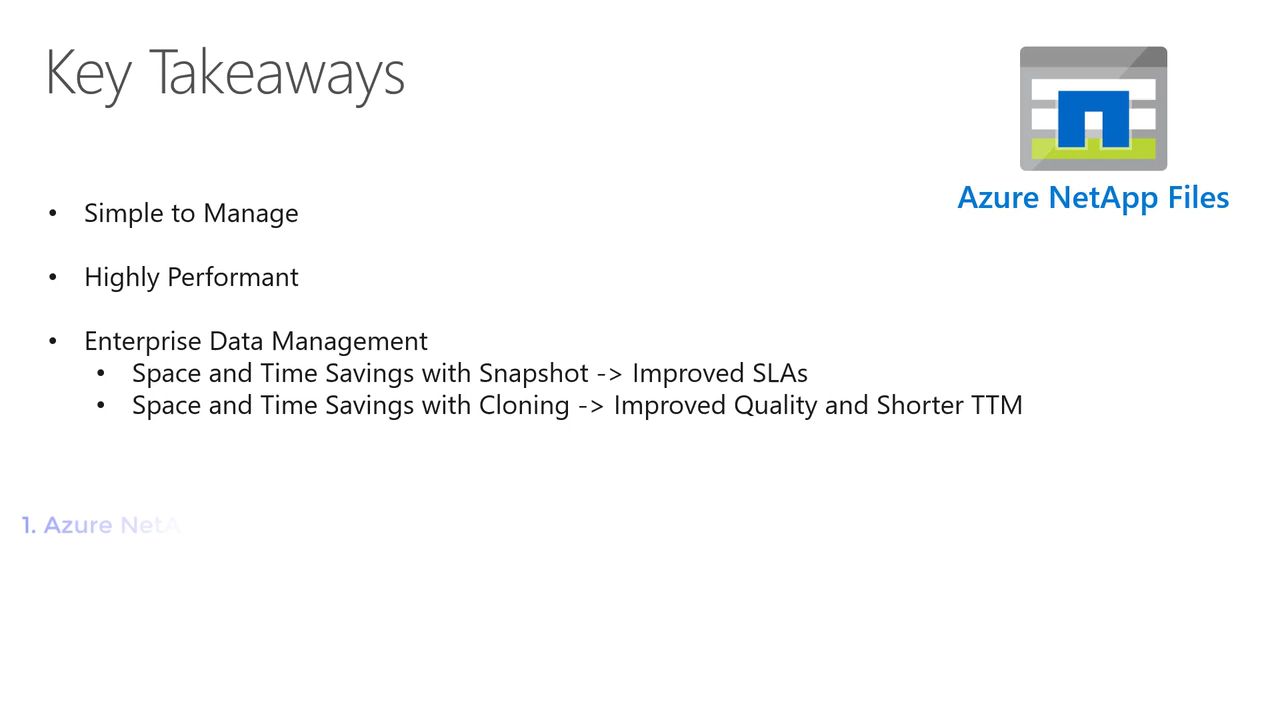 Key Takeaways
Azure NetApp Files
• Simple to Manage
• Highly Performant
• Enterprise Data Management
• Space and Time Savings with Snapshot -> Improved SLAs
• Space and Time Savings with Cloning -> Improved Quality and Shorter TTM
1. Azure NetA